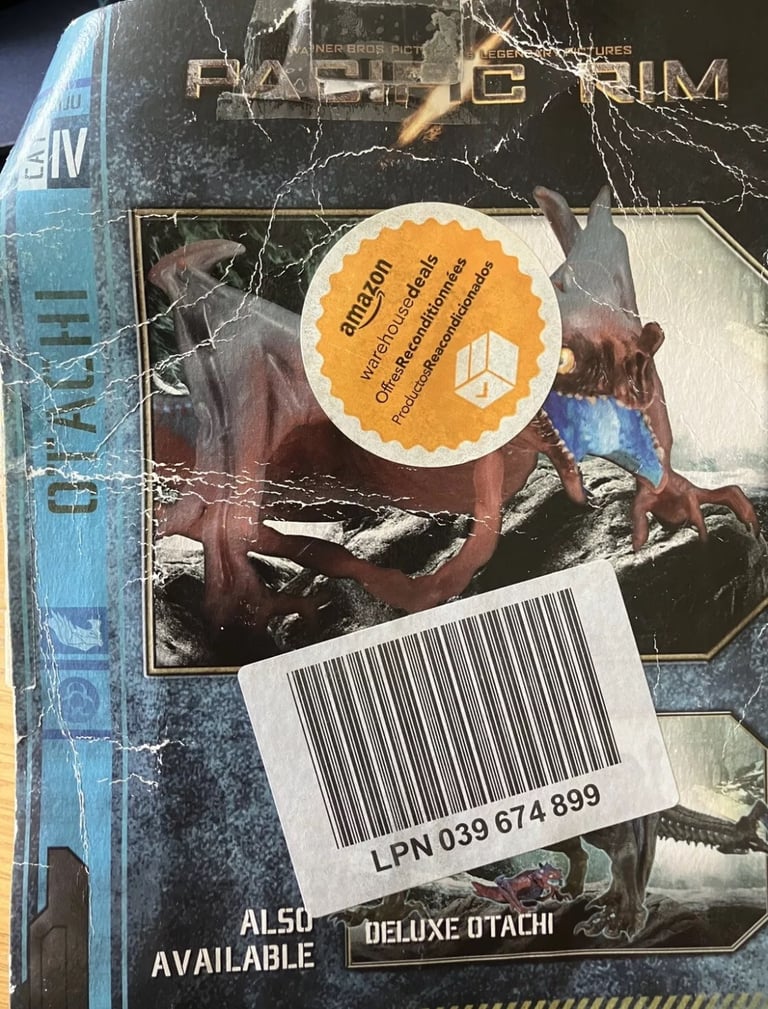 WARNER BROS. PICTURES LEGENDARY PICTURES
PACIFIC RIM
CAT
IV
OTACHI
amazon
warehousedeals
OffresReconditionnées
ProductosReacondicionados
LPN 039 674 899
ALSO
AVAILABLE
DELUXE OTACHI